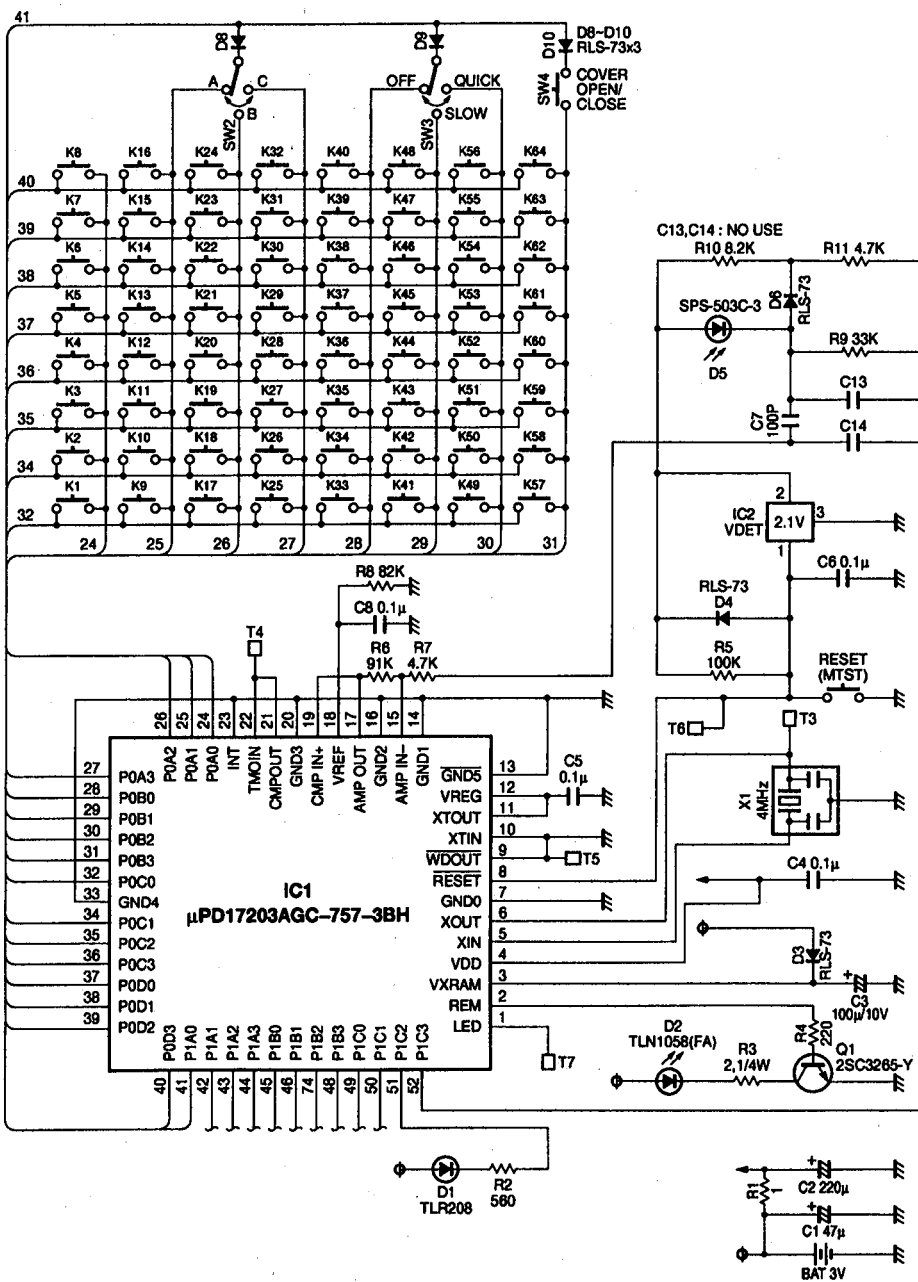 41
D8
D9
D10
D8~D10
RLS-73x3
A C
B
SW2
OFF QUICK
SLOW
SW3
SW4
COVER
OPEN/
CLOSE
K8 K16 K24 K32 K40 K48 K56 K64
40
K7 K15 K23 K31 K39 K47 K55 K63
39
K6 K14 K22 K30 K38 K46 K54 K62
38
K5 K13 K21 K29 K37 K45 K53 K61
37
K4 K12 K20 K28 K36 K44 K52 K60
36
K3 K11 K19 K27 K35 K43 K51 K59
35
K2 K10 K18 K26 K34 K42 K50 K58
34
K1 K9 K17 K25 K33 K41 K49 K57
32
24 25 26 27 28 29 30 31
C13,C14 : NO USE
R10 8.2K
R11 4.7K
D6
RLS-73
SPS-503C-3
D5
R9 33K
C13
C7
100P
C14
2
IC2
VDET
2.1V
3
1
C6 0.1μ
RLS-73
D4
R5
100K
RESET
(MTST)
T6
T3
X1
4MHz
R8 82K
C8 0.1μ
T4
R6
91K
R7
4.7K
26 25 24 23 22 21 20 19 18 17 16 15 14
P0A2 P0A1 P0A0 INT TMOIN CMPOUT GND3 CMP IN+ VREF AMP OUT GND2 AMP IN- GND1
27 P0A3
28 P0B0
29 P0B1
30 P0B2
31 P0B3
32 P0C0
33 GND4
34 P0C1
35 P0C2
36 P0C3
37 P0D0
38 P0D1
39 P0D2
IC1
μPD17203AGC-757-3BH
GND5 13
VREG 12
XTOUT 11
XTIN 10
WDOUT 9
RESET 8
GND0 7
XOUT 6
XIN 5
VDD 4
VXRAM 3
REM 2
LED 1
C5
0.1μ
T5
C4 0.1μ
D3
RLS-73
+
C3
100μ/10V
R4
220
Q1
2SC3265-Y
D2
TLN1058(FA)
R3
2,1/4W
T7
P0D3 P1A0 P1A1 P1A2 P1A3 P1B0 P1B1 P1B2 P1B3 P1C0 P1C1 P1C2 P1C3
40 41 42 43 44 45 46 74 48 49 50 51 52
D1
TLR208
R2
560
R1
1
+
C2 220μ
+
C1 47μ
BAT 3V